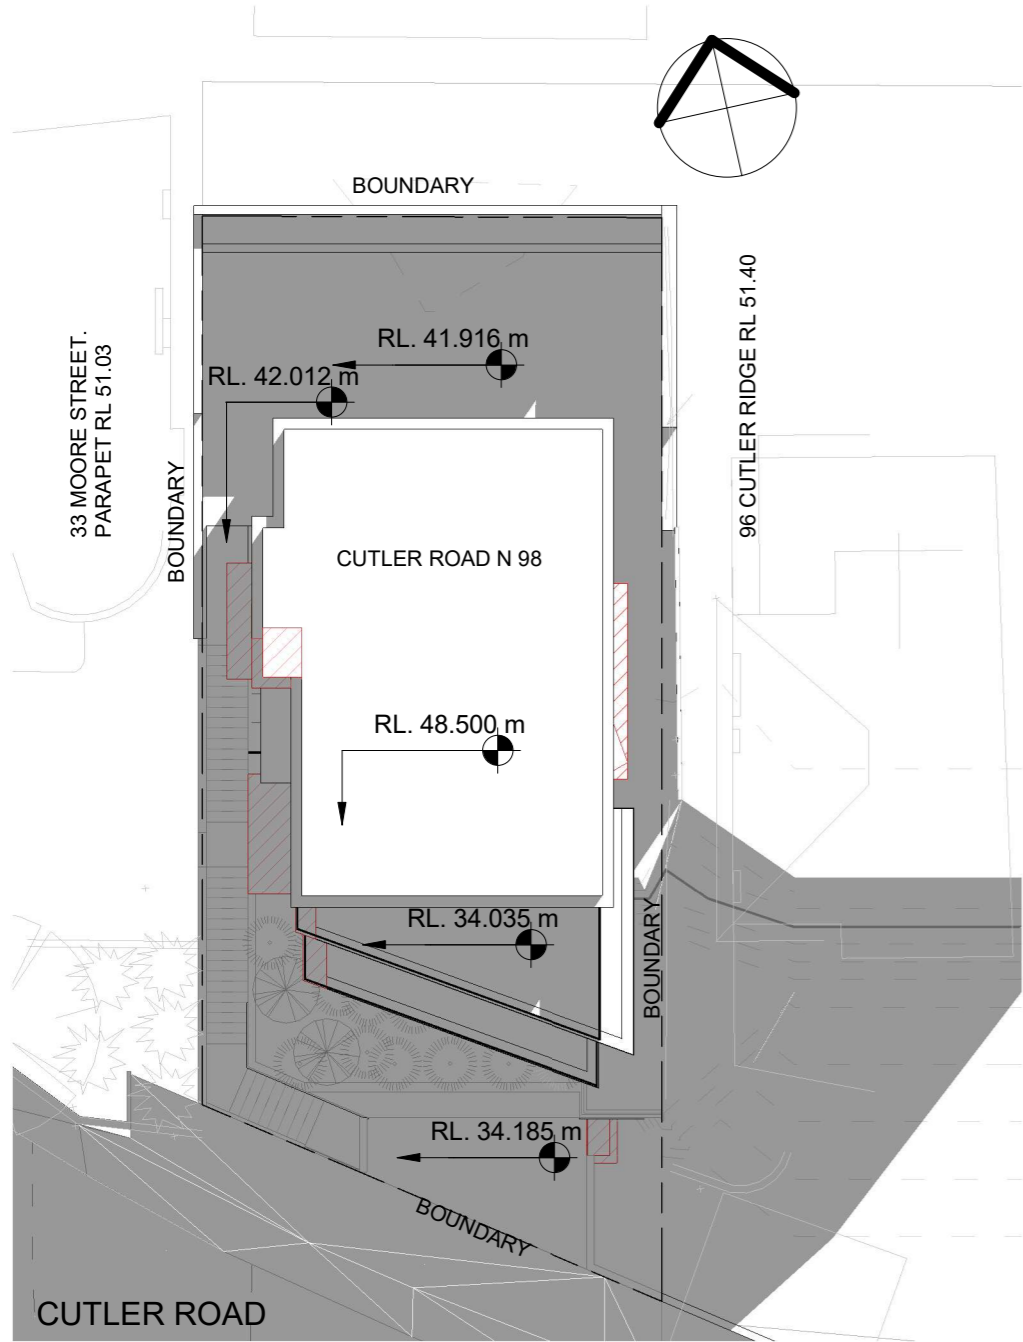 BOUNDARY
33 MOORE STREET.
PARAPET RL 51.03
96 CUTLER RIDGE RL 51.40
RL. 41.916 m
RL. 42.012 m
BOUNDARY
CUTLER ROAD N 98
RL. 48.500 m
RL. 34.035 m
BOUNDARY
RL. 34.185 m
BOUNDARY
CUTLER ROAD